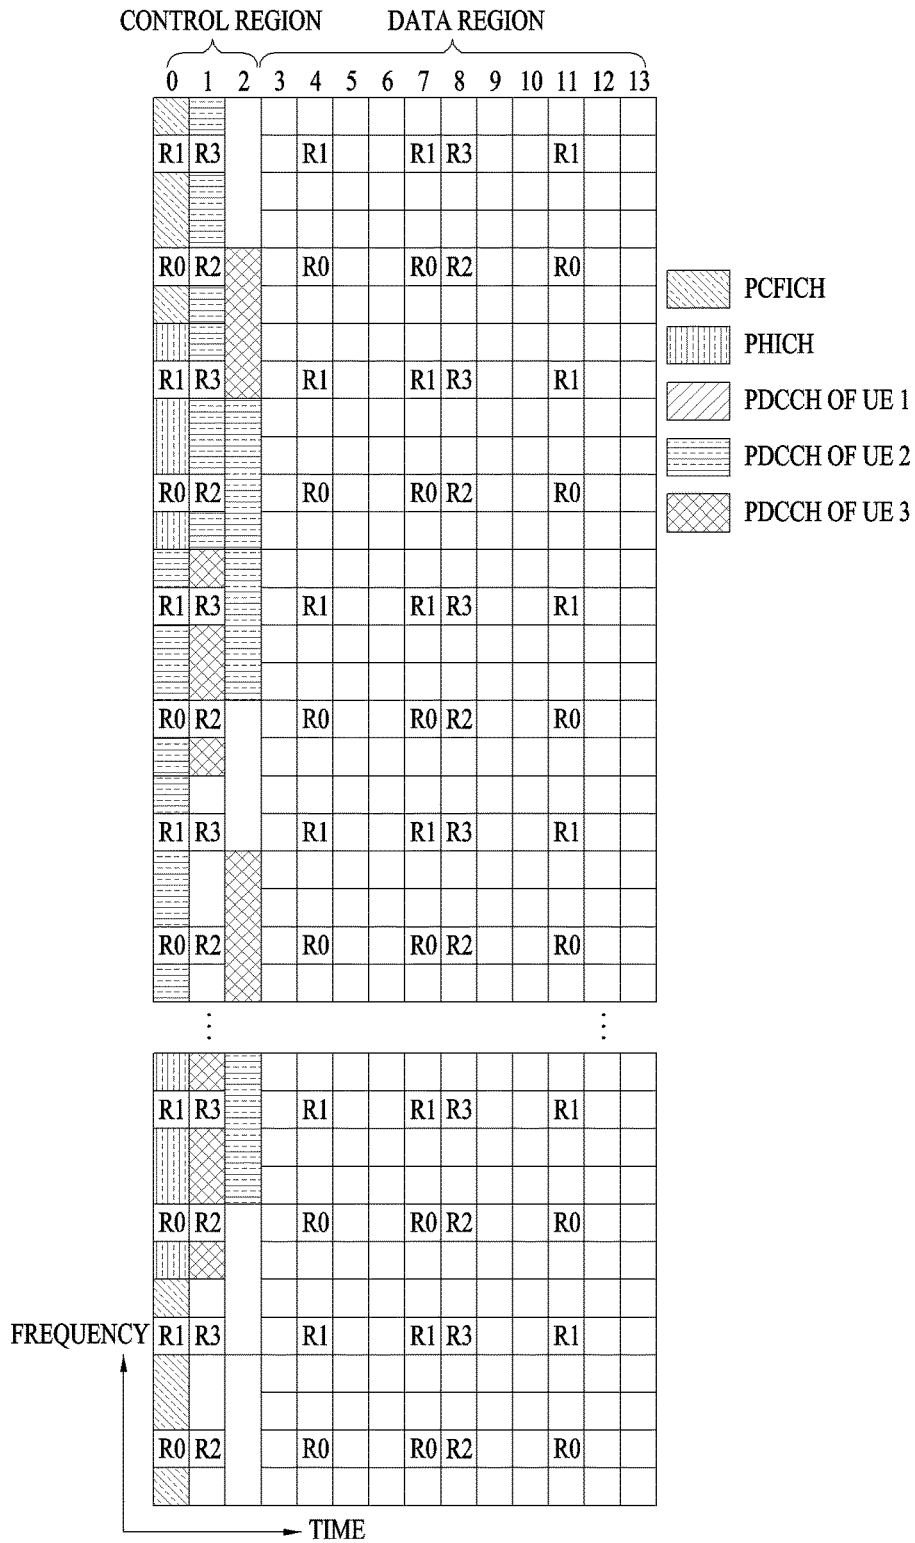 CONTROL REGION DATA REGION
0 1 2 3 4 5 6 7 8 9 10 11 12 13
R1 R3 R1 R1 R3 R1
R0 R2 R0 R0 R2 R0
PCFICH
PHICH
R1 R3 R1 R1 R3 R1
PDCCH OF UE 1
PDCCH OF UE 2
R0 R2 R0 R0 R2 R0
PDCCH OF UE 3
R1 R3 R1 R1 R3 R1
R0 R2 R0 R0 R2 R0
R1 R3 R1 R1 R3 R1
R0 R2 R0 R0 R2 R0
R1 R3 R1 R1 R3 R1
R0 R2 R0 R0 R2 R0
FREQUENCY R1 R3 R1 R1 R3 R1
R0 R2 R0 R0 R2 R0
TIME